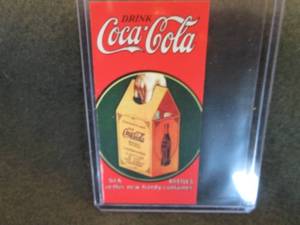 DRINK
Coca-Cola
Coca-Cola
SIX BOTTLES
in this new handy container